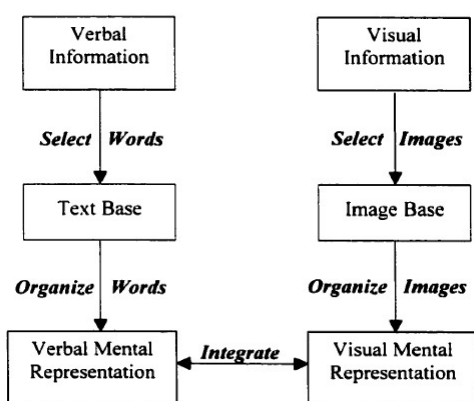 Verbal
Information
Visual
Information
Select Words
Select Images
Text Base
Image Base
Organize Words
Organize Images
Verbal Mental
Representation
Integrate
Visual Mental
Representation